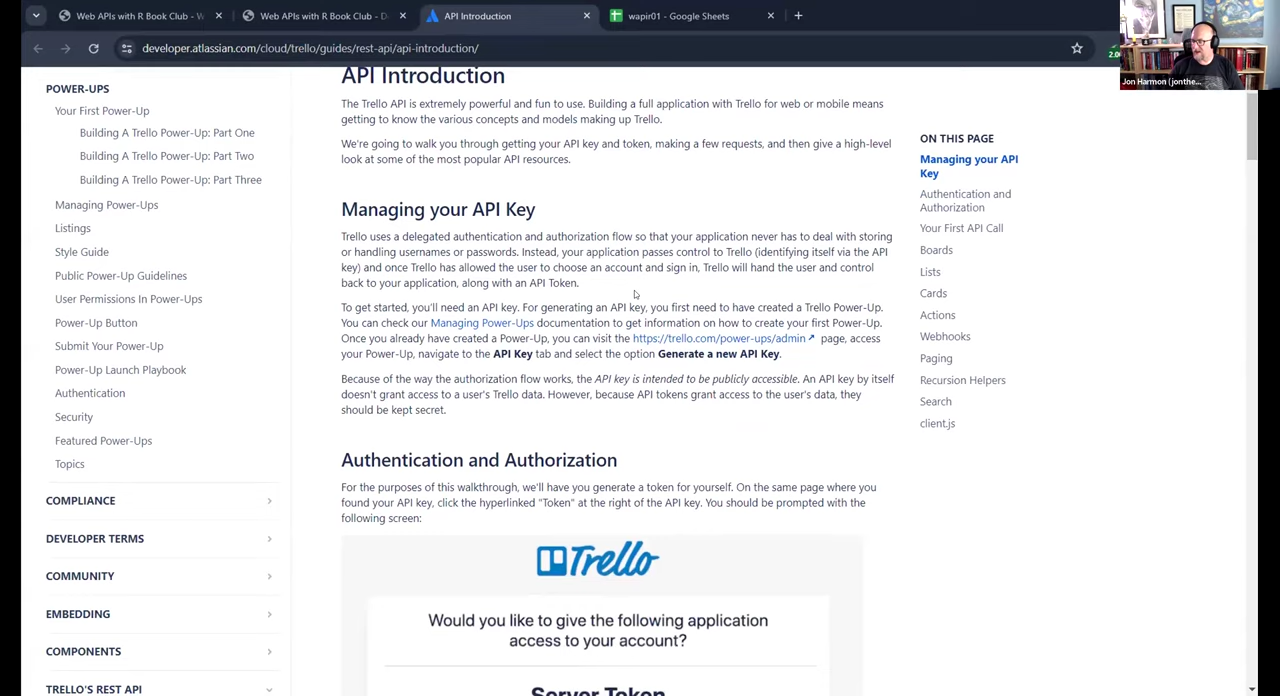 Web APIs with R Book Club - W
Web APIs with R Book Club - D
API Introduction
wapir01 - Google Sheets
developer.atlassian.com/cloud/trello/guides/rest-api/api-introduction/
2.0
Jon Harmon (jonthe...
POWER-UPS
Your First Power-Up
Building A Trello Power-Up: Part One
Building A Trello Power-Up: Part Two
Building A Trello Power-Up: Part Three
Managing Power-Ups
Listings
Style Guide
Public Power-Up Guidelines
User Permissions In Power-Ups
Power-Up Button
Submit Your Power-Up
Power-Up Launch Playbook
Authentication
Security
Featured Power-Ups
Topics
COMPLIANCE
DEVELOPER TERMS
COMMUNITY
EMBEDDING
COMPONENTS
TRELLO'S REST API
API Introduction
The Trello API is extremely powerful and fun to use. Building a full application with Trello for web or mobile means
getting to know the various concepts and models making up Trello.
We're going to walk you through getting your API key and token, making a few requests, and then give a high-level
look at some of the most popular API resources.
Managing your API Key
Trello uses a delegated authentication and authorization flow so that your application never has to deal with storing
or handling usernames or passwords. Instead, your application passes control to Trello (identifying itself via the API
key) and once Trello has allowed the user to choose an account and sign in, Trello will hand the user and control
back to your application, along with an API Token.
To get started, you'll need an API key. For generating an API key, you first need to have created a Trello Power-Up.
You can check our Managing Power-Ups documentation to get information on how to create your first Power-Up.
Once you already have created a Power-Up, you can visit the https://trello.com/power-ups/admin page, access
your Power-Up, navigate to the API Key tab and select the option Generate a new API Key.
Because of the way the authorization flow works, the API key is intended to be publicly accessible. An API key by itself
doesn't grant access to a user's Trello data. However, because API tokens grant access to the user's data, they
should be kept secret.
Authentication and Authorization
For the purposes of this walkthrough, we'll have you generate a token for yourself. On the same page where you
found your API key, click the hyperlinked "Token" at the right of the API key. You should be prompted with the
following screen:
Trello
Would you like to give the following application
access to your account?
Server Token
ON THIS PAGE
Managing your API
Key
Authentication and
Authorization
Your First API Call
Boards
Lists
Cards
Actions
Webhooks
Paging
Recursion Helpers
Search
client.js